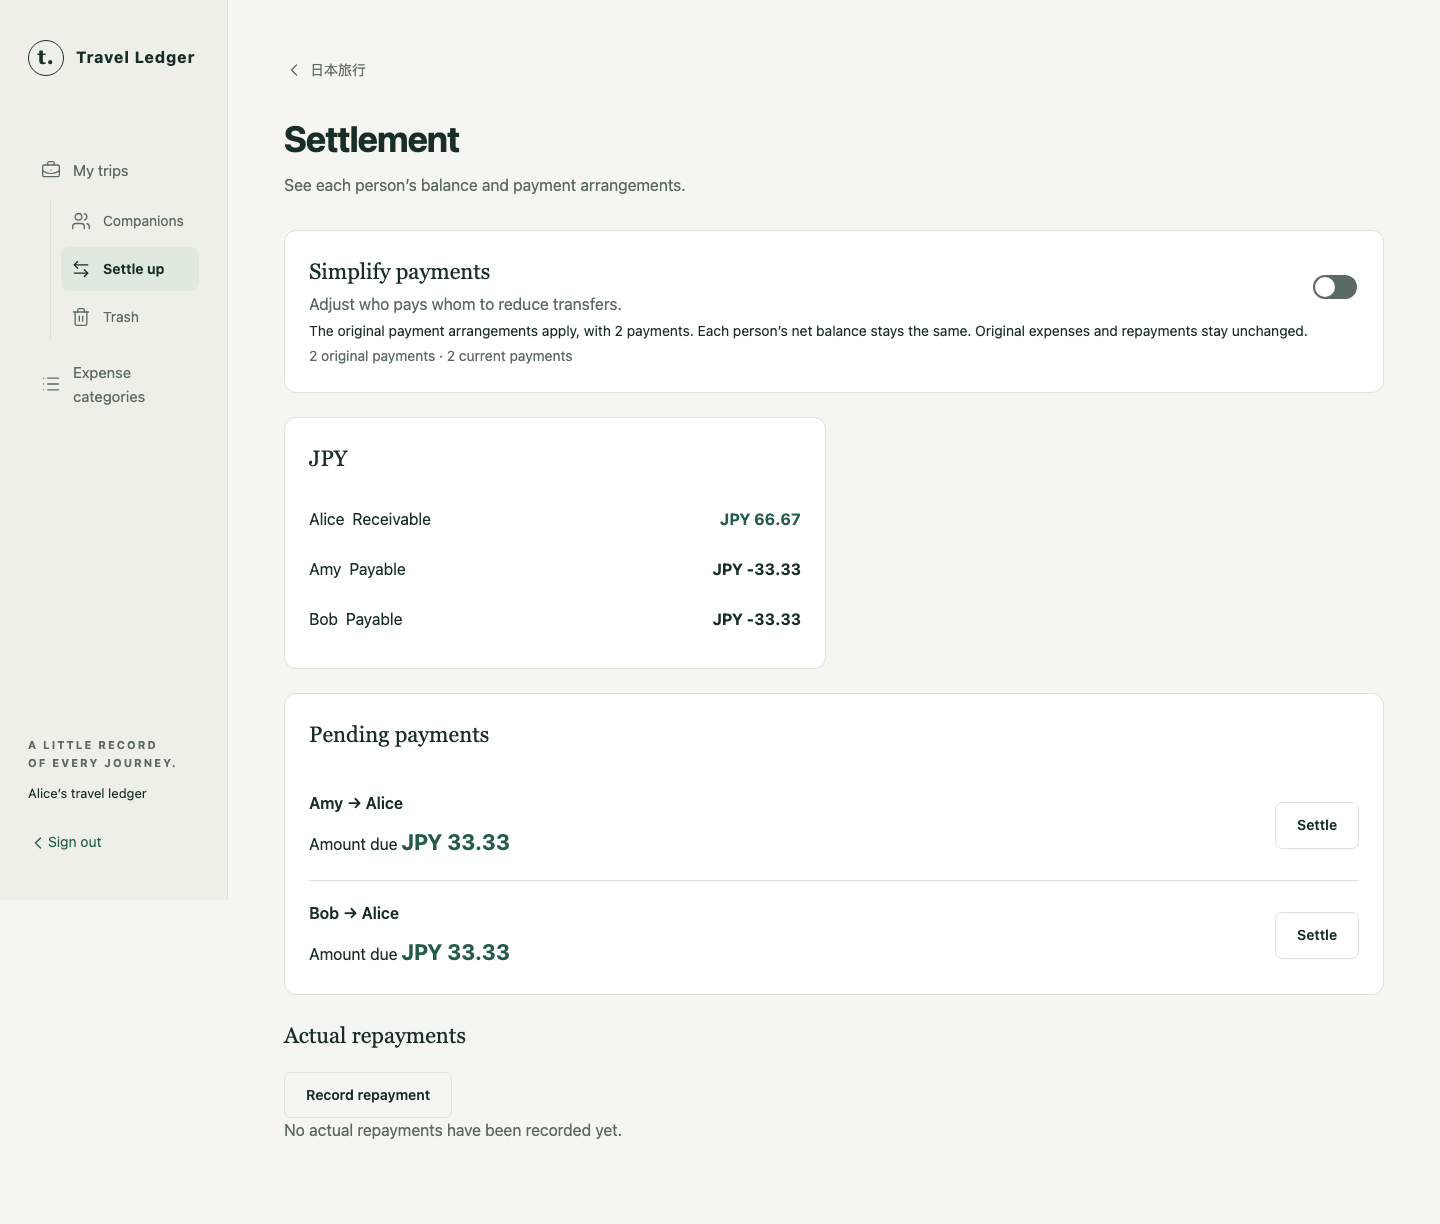 t. Travel Ledger
My trips
Companions
Settle up
Trash
Expense
categories
A LITTLE RECORD
OF EVERY JOURNEY.
Alice’s travel ledger
Sign out
日本旅行
Settlement
See each person’s balance and payment arrangements.
Simplify payments
Adjust who pays whom to reduce transfers.
The original payment arrangements apply, with 2 payments. Each person’s net balance stays the same. Original expenses and repayments stay unchanged.
2 original payments · 2 current payments
JPY
Alice Receivable JPY 66.67
Amy Payable JPY -33.33
Bob Payable JPY -33.33
Pending payments
Amy → Alice
Amount due JPY 33.33
Settle
Bob → Alice
Amount due JPY 33.33
Settle
Actual repayments
Record repayment
No actual repayments have been recorded yet.